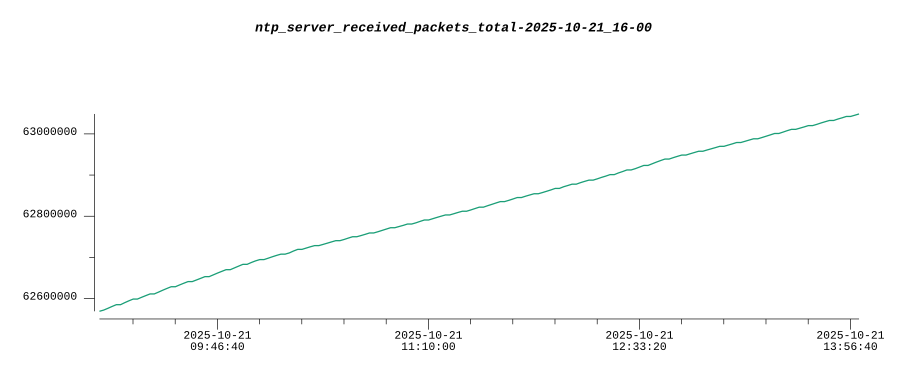 ntp_server_received_packets_total-2025-10-21_16-00
63000000
62800000
62600000
2025-10-21 2025-10-21 2025-10-21 2025-10-21
09:46:40 11:10:00 12:33:20 13:56:40